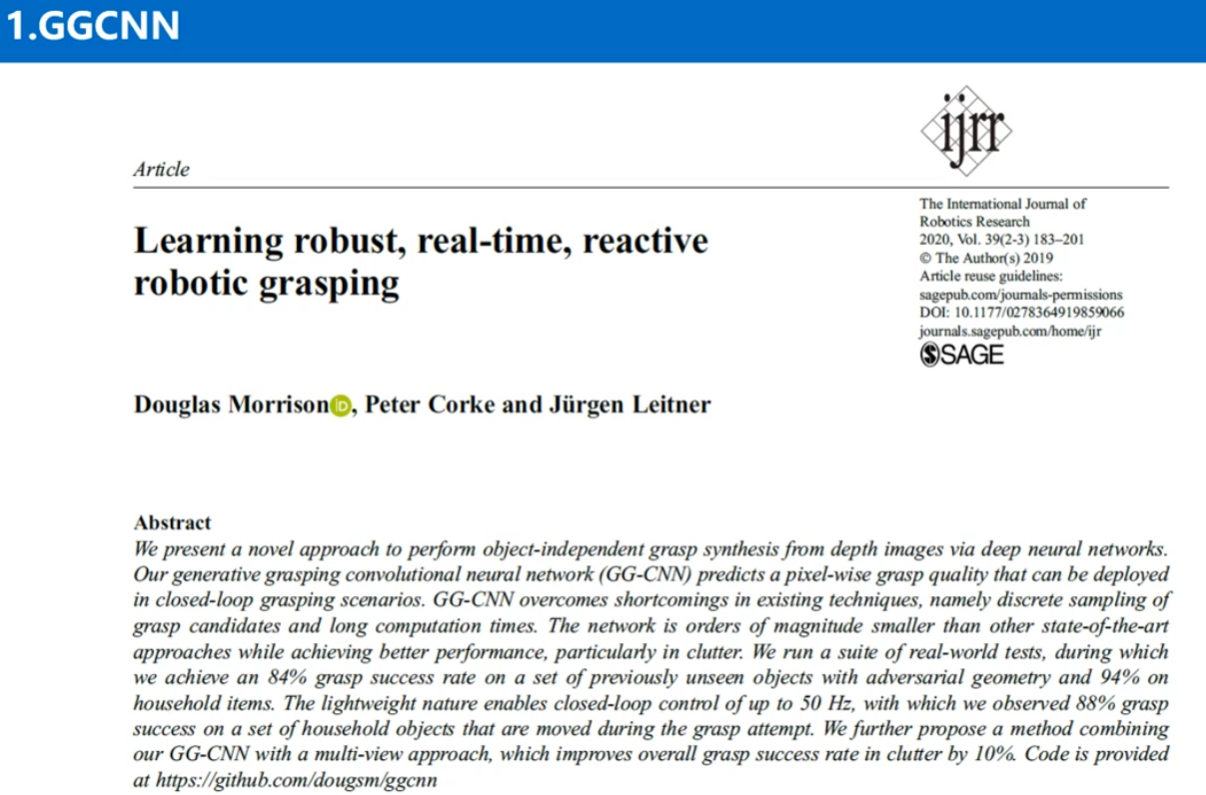 1.GGCNN
ijrr
Article
The International Journal of
Robotics Research
2020, Vol. 39(2-3) 183–201
© The Author(s) 2019
Article reuse guidelines:
sagepub.com/journals-permissions
DOI: 10.1177/0278364919859066
journals.sagepub.com/home/ijr
SAGE
Learning robust, real-time, reactive
robotic grasping
Douglas Morrison iD, Peter Corke and Jürgen Leitner
Abstract
We present a novel approach to perform object-independent grasp synthesis from depth images via deep neural networks.
Our generative grasping convolutional neural network (GG-CNN) predicts a pixel-wise grasp quality that can be deployed
in closed-loop grasping scenarios. GG-CNN overcomes shortcomings in existing techniques, namely discrete sampling of
grasp candidates and long computation times. The network is orders of magnitude smaller than other state-of-the-art
approaches while achieving better performance, particularly in clutter. We run a suite of real-world tests, during which
we achieve an 84% grasp success rate on a set of previously unseen objects with adversarial geometry and 94% on
household items. The lightweight nature enables closed-loop control of up to 50 Hz, with which we observed 88% grasp
success on a set of household objects that are moved during the grasp attempt. We further propose a method combining
our GG-CNN with a multi-view approach, which improves overall grasp success rate in clutter by 10%. Code is provided
at https://github.com/dougsm/ggcnn